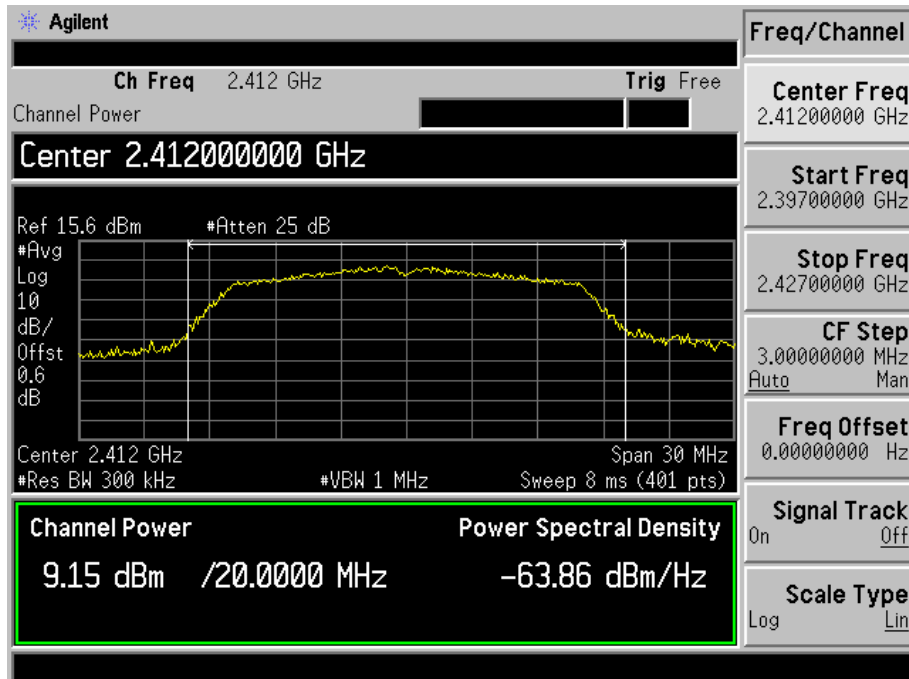 Agilent
Ch Freq 2.412 GHz Trig Free
Channel Power
Center 2.412000000 GHz
Ref 15.6 dBm #Atten 25 dB
#Avg
Log
10
dB/
Offst
0.6
dB
Center 2.412 GHz Span 30 MHz
#Res BW 300 kHz #VBW 1 MHz Sweep 8 ms (401 pts)
Channel Power Power Spectral Density
9.15 dBm /20.0000 MHz -63.86 dBm/Hz
Freq/Channel
Center Freq
2.41200000 GHz
Start Freq
2.39700000 GHz
Stop Freq
2.42700000 GHz
CF Step
3.00000000 MHz
Auto Man
Freq Offset
0.00000000 Hz
Signal Track
On Off
Scale Type
Log Lin